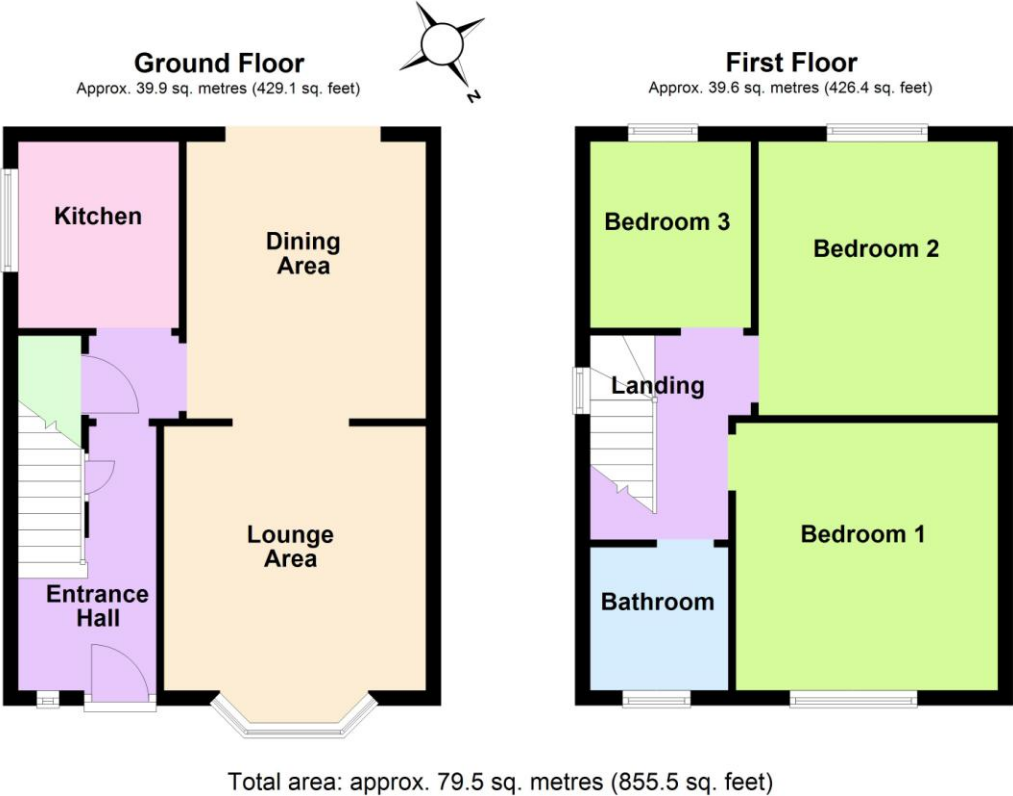 Ground Floor
Approx. 39.9 sq. metres (429.1 sq. feet)
Kitchen
Dining
Area
Lounge
Area
Entrance
Hall
N
First Floor
Approx. 39.6 sq. metres (426.4 sq. feet)
Bedroom 3
Bedroom 2
Landing
Bedroom 1
Bathroom
Total area: approx. 79.5 sq. metres (855.5 sq. feet)